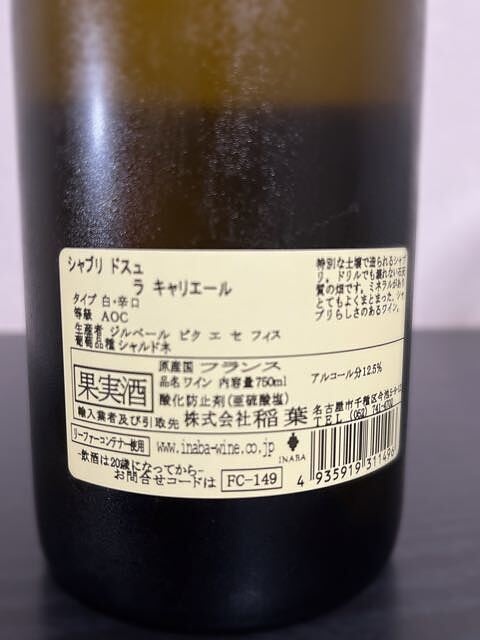 シャブリ ドスュ
ラ キャリエール
タイプ 白・辛口
等級 AOC
生産者 ジルベール ピク エ セ フィス
葡萄品種 シャルドネ
特別な土壌で造られるシャブ
リ。ドリルでも掘れない石灰
質の畑です。ミネラルがあり
とてもよくまとまった、シャ
ブリらしさのあるワイン。
果実酒
原産国 フランス
品名 ワイン 内容量 750ml
酸化防止剤(亜硫酸塩)
アルコール分12.5%
輸入業者及び引取先 株式会社 稲葉
名古屋市千種区今池
TEL (052) 741-4701
リーファーコンテナー使用
www.inaba-wine.co.jp
INABA
-飲酒は20歳になってから-
お問合せコードは FC-149
4 935919 311496